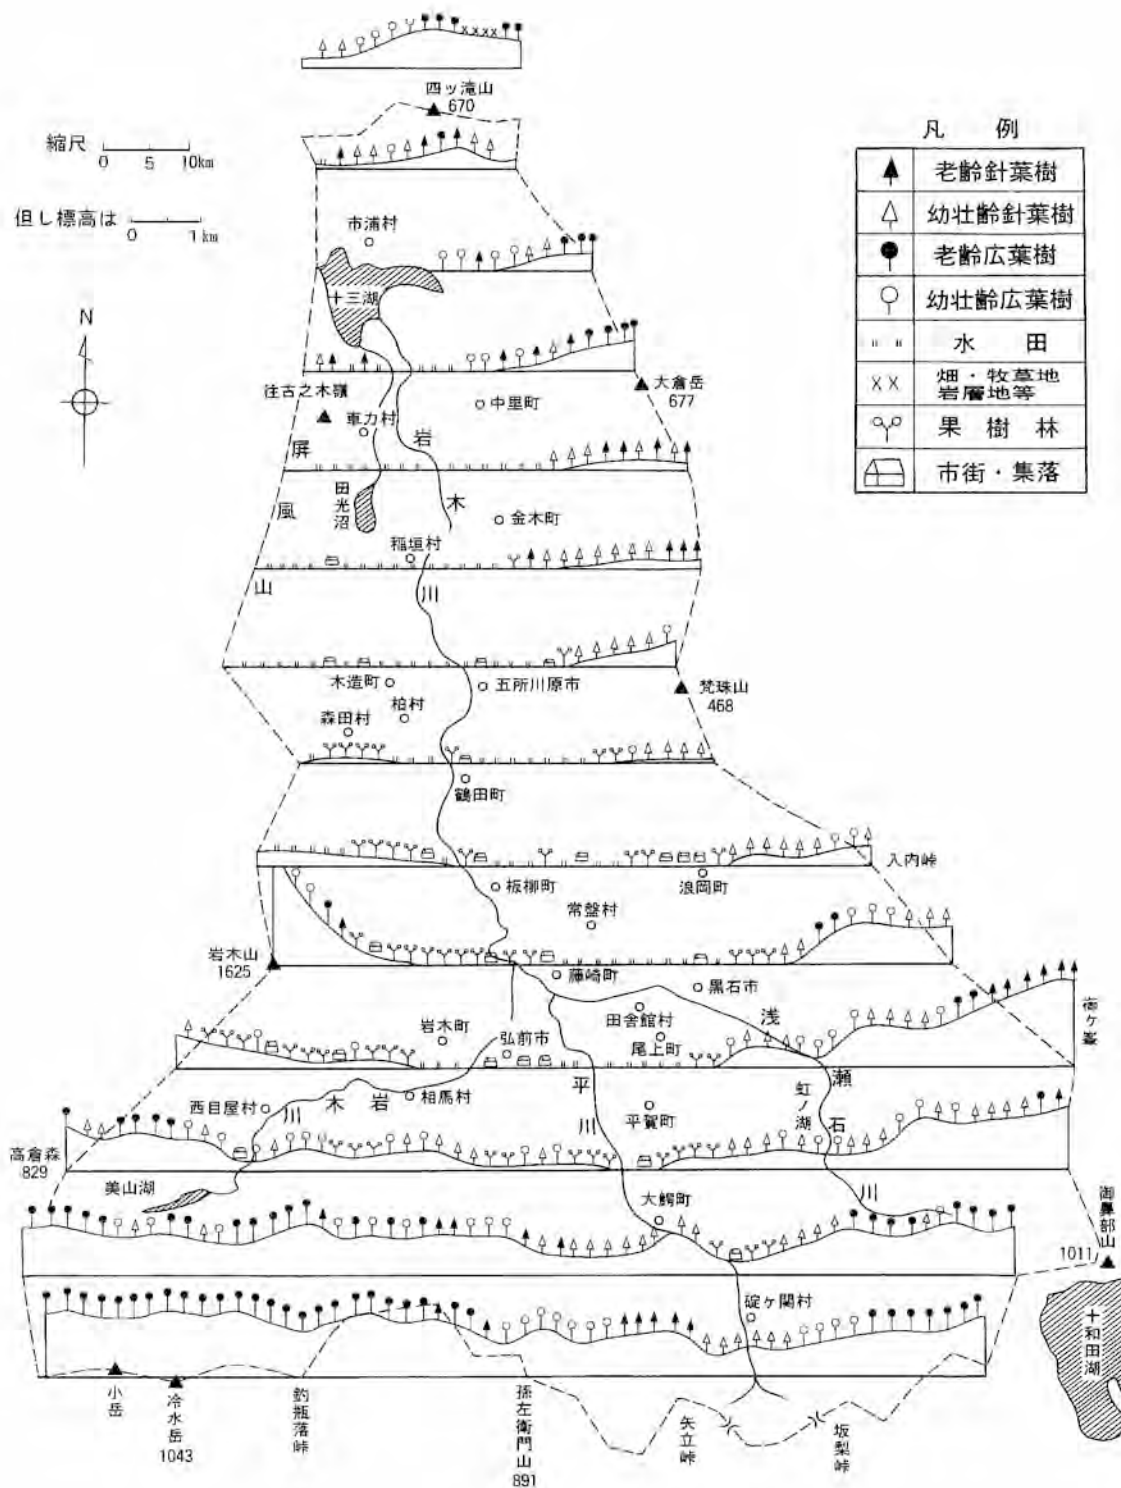 四ッ滝山
670
縮尺
0 5 10km
但し標高は
0 1km
N
凡 例
老齢針葉樹
幼壮齢針葉樹
老齢広葉樹
幼壮齢広葉樹
水 田
畑・牧草地
岩層地等
果 樹 林
市街・集落
市浦村
十三湖
大倉岳
677
往古之木嶺
中里町
車力村
屏
風
山
岩
木
川
田光沼
金木町
稲垣村
木造町
五所川原市
梵珠山
468
柏村
森田村
鶴田町
入内峠
板柳町
浪岡町
常盤村
岩木山
1625
藤崎町
黒石市
田舎館村
浅
瀬
石
川
岩木町
弘前市
尾上町
平
川
虹ノ湖
西目屋村
川 木 岩
相馬村
平賀町
高倉森
829
美山湖
大鰐町
御鼻部山
1011
碇ヶ関村
十和田湖
小岳
冷水岳
1043
釣瓶落峠
孫左衛門山
891
矢立峠
坂梨峠